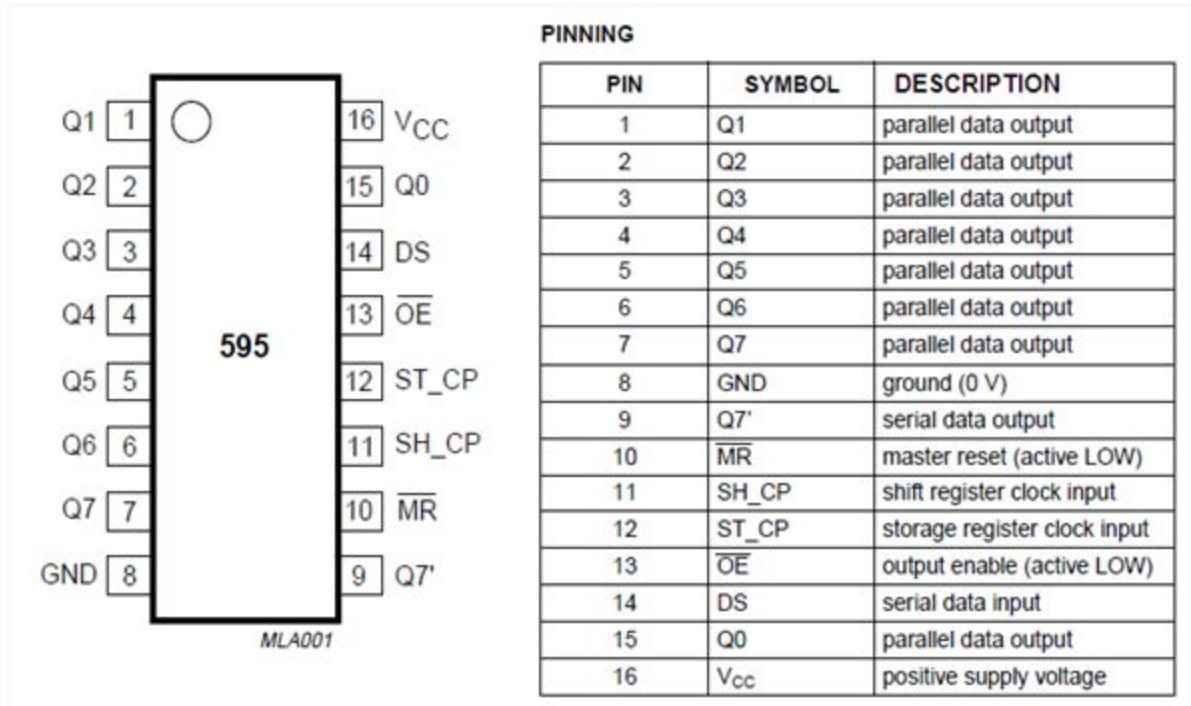 PINNING
Q1 1 16 VCC
Q2 2 15 Q0
Q3 3 14 DS
Q4 4 13 O̅E̅
595
Q5 5 12 ST_CP
Q6 6 11 SH_CP
Q7 7 10 M̅R̅
GND 8 9 Q7'
MLA001
PIN SYMBOL DESCRIPTION
1 Q1 parallel data output
2 Q2 parallel data output
3 Q3 parallel data output
4 Q4 parallel data output
5 Q5 parallel data output
6 Q6 parallel data output
7 Q7 parallel data output
8 GND ground (0 V)
9 Q7' serial data output
10 M̅R̅ master reset (active LOW)
11 SH_CP shift register clock input
12 ST_CP storage register clock input
13 O̅E̅ output enable (active LOW)
14 DS serial data input
15 Q0 parallel data output
16 VCC positive supply voltage